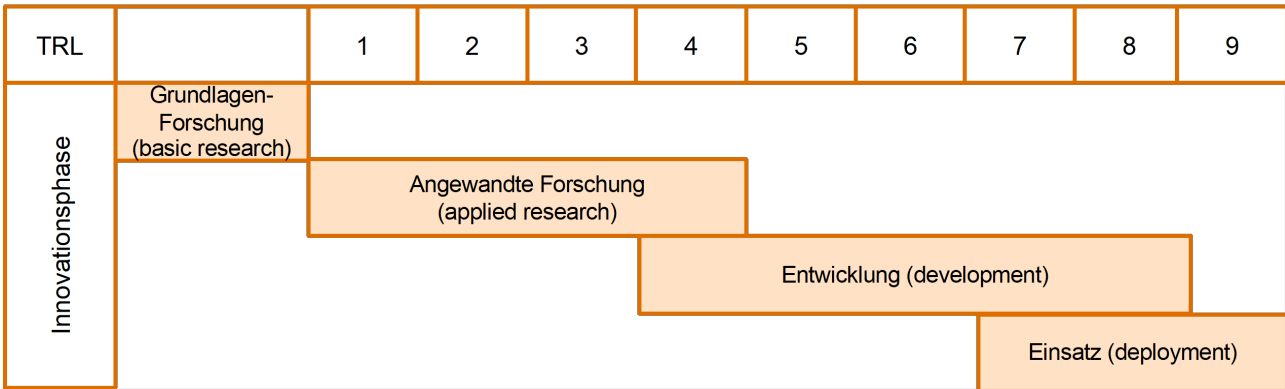 TRL 1 2 3 4 5 6 7 8 9
Innovationsphase
Grundlagen-
Forschung
(basic research)
Angewandte Forschung
(applied research)
Entwicklung (development)
Einsatz (deployment)